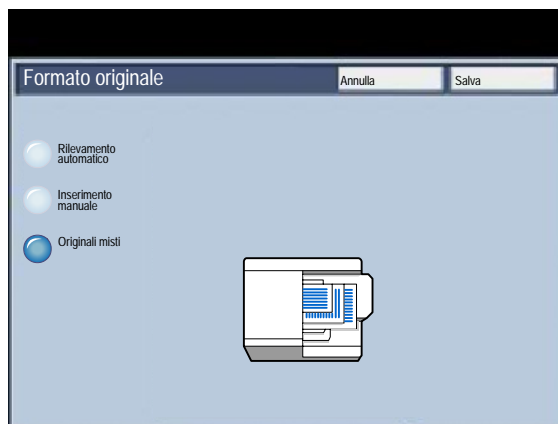 Formato originale
Annulla
Salva
Rilevamento
automatico
Inserimento
manuale
Originali misti